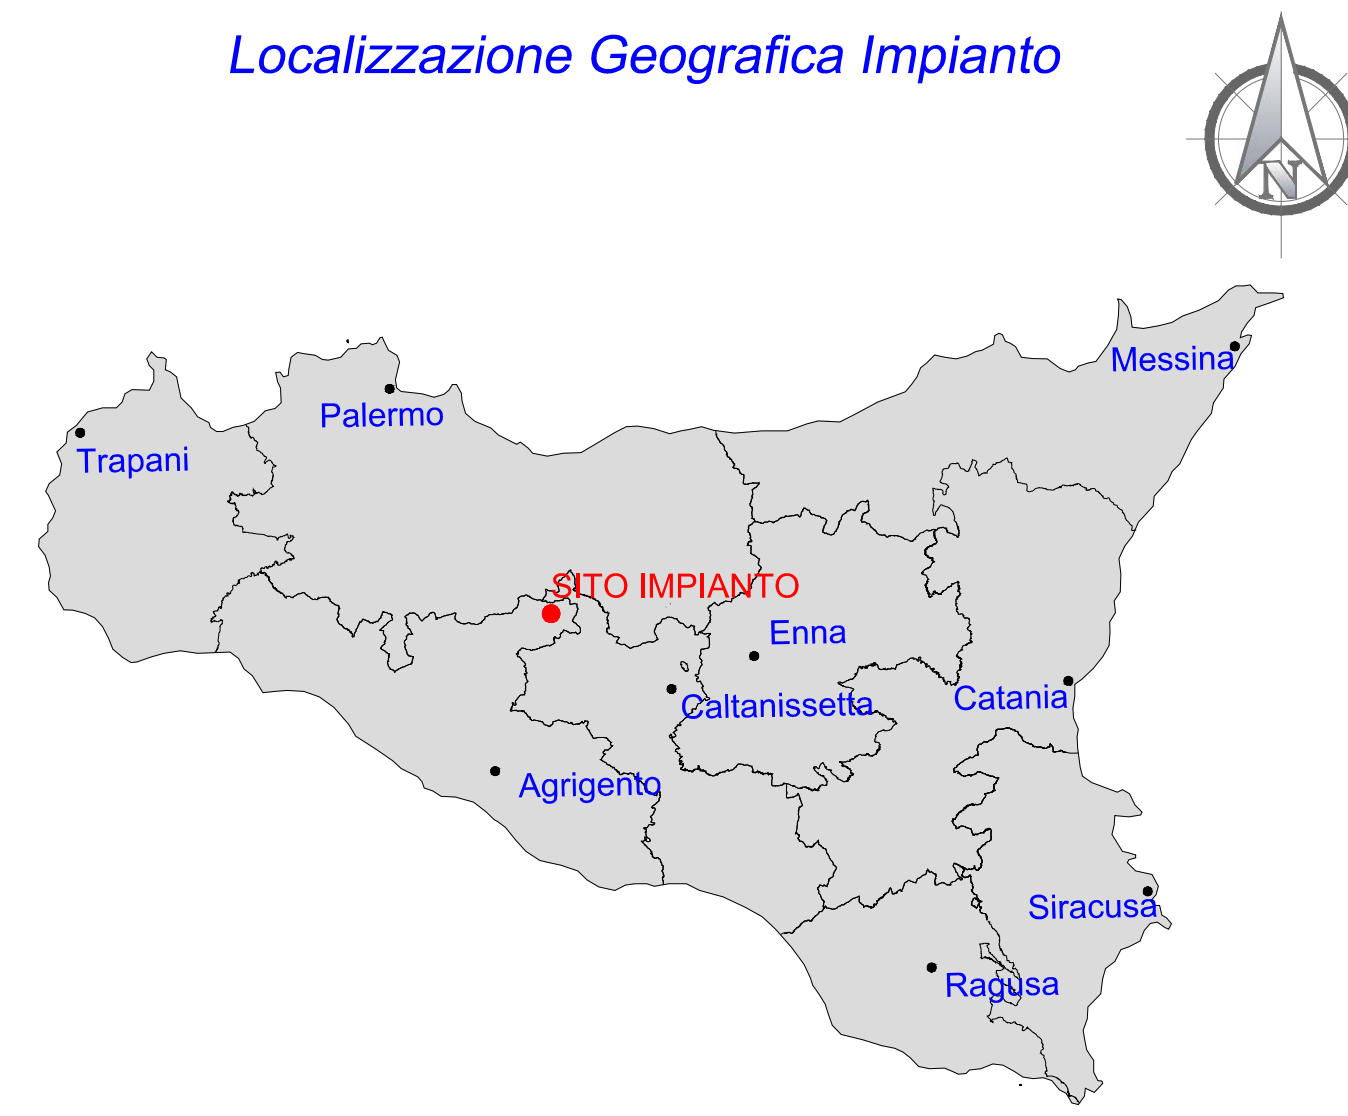 Localizzazione Geografica Impianto
N
Messina
Palermo
Trapani
SITO IMPIANTO
Enna
Catania
Caltanissetta
Agrigento
Siracusa
Ragusa